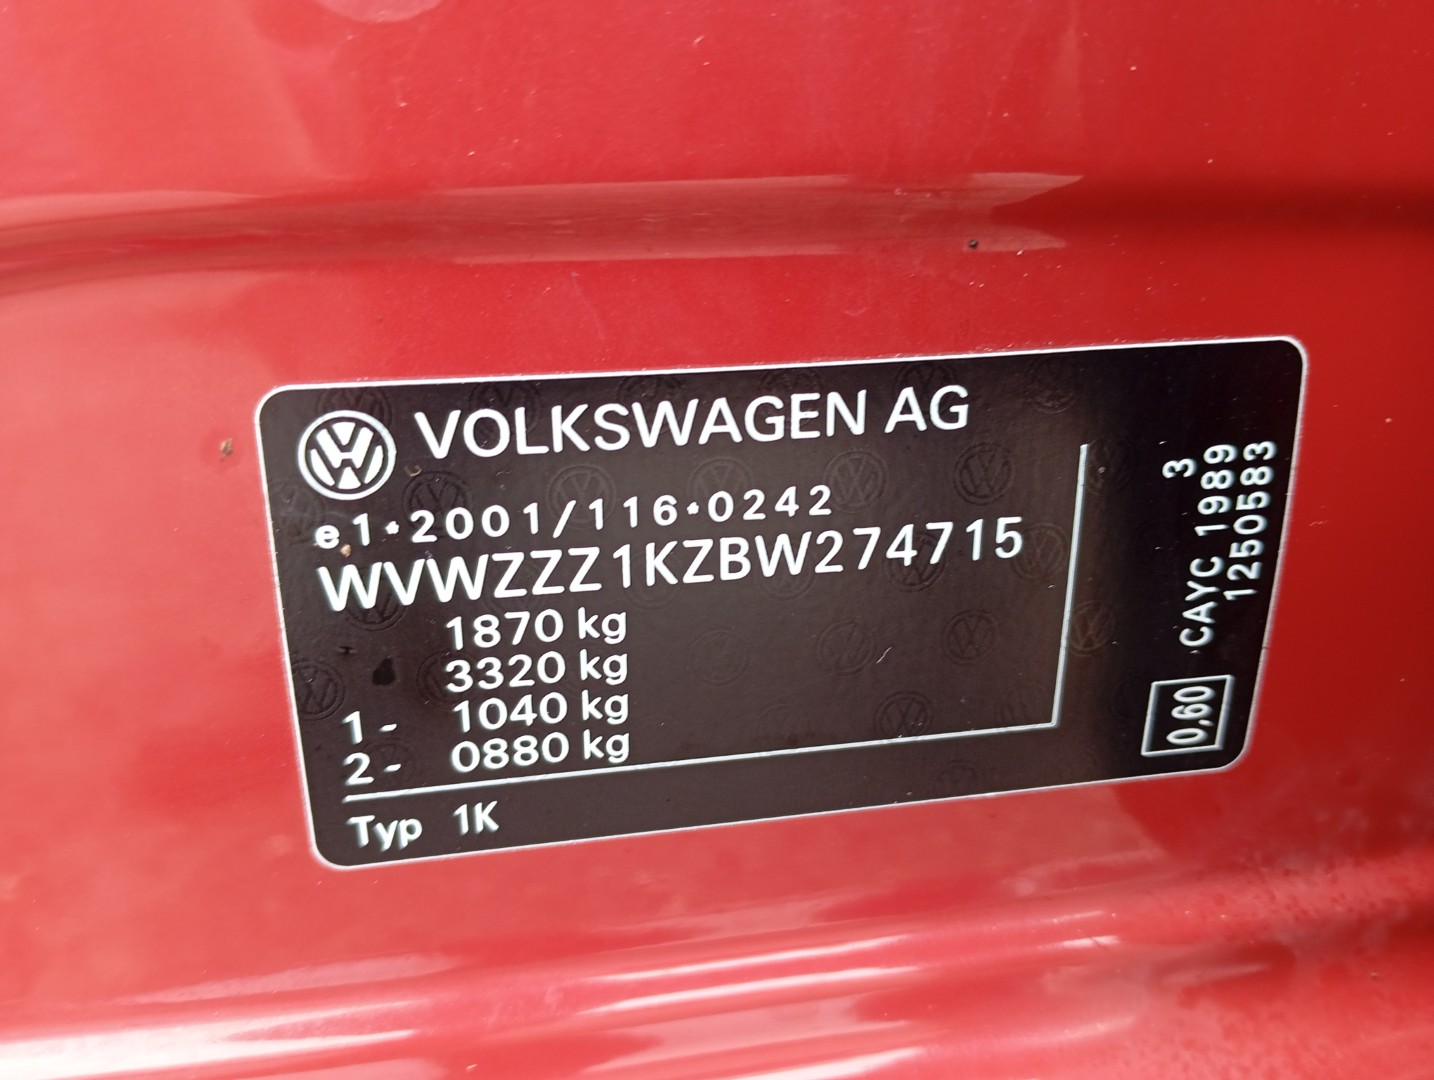 VOLKSWAGEN AG
e1*2001/116*0242
WVWZZZ1KZBW274715
1870 kg
3320 kg
1- 1040 kg
2- 0880 kg
Typ 1K
3
CAYC 1989
1250583
0,60